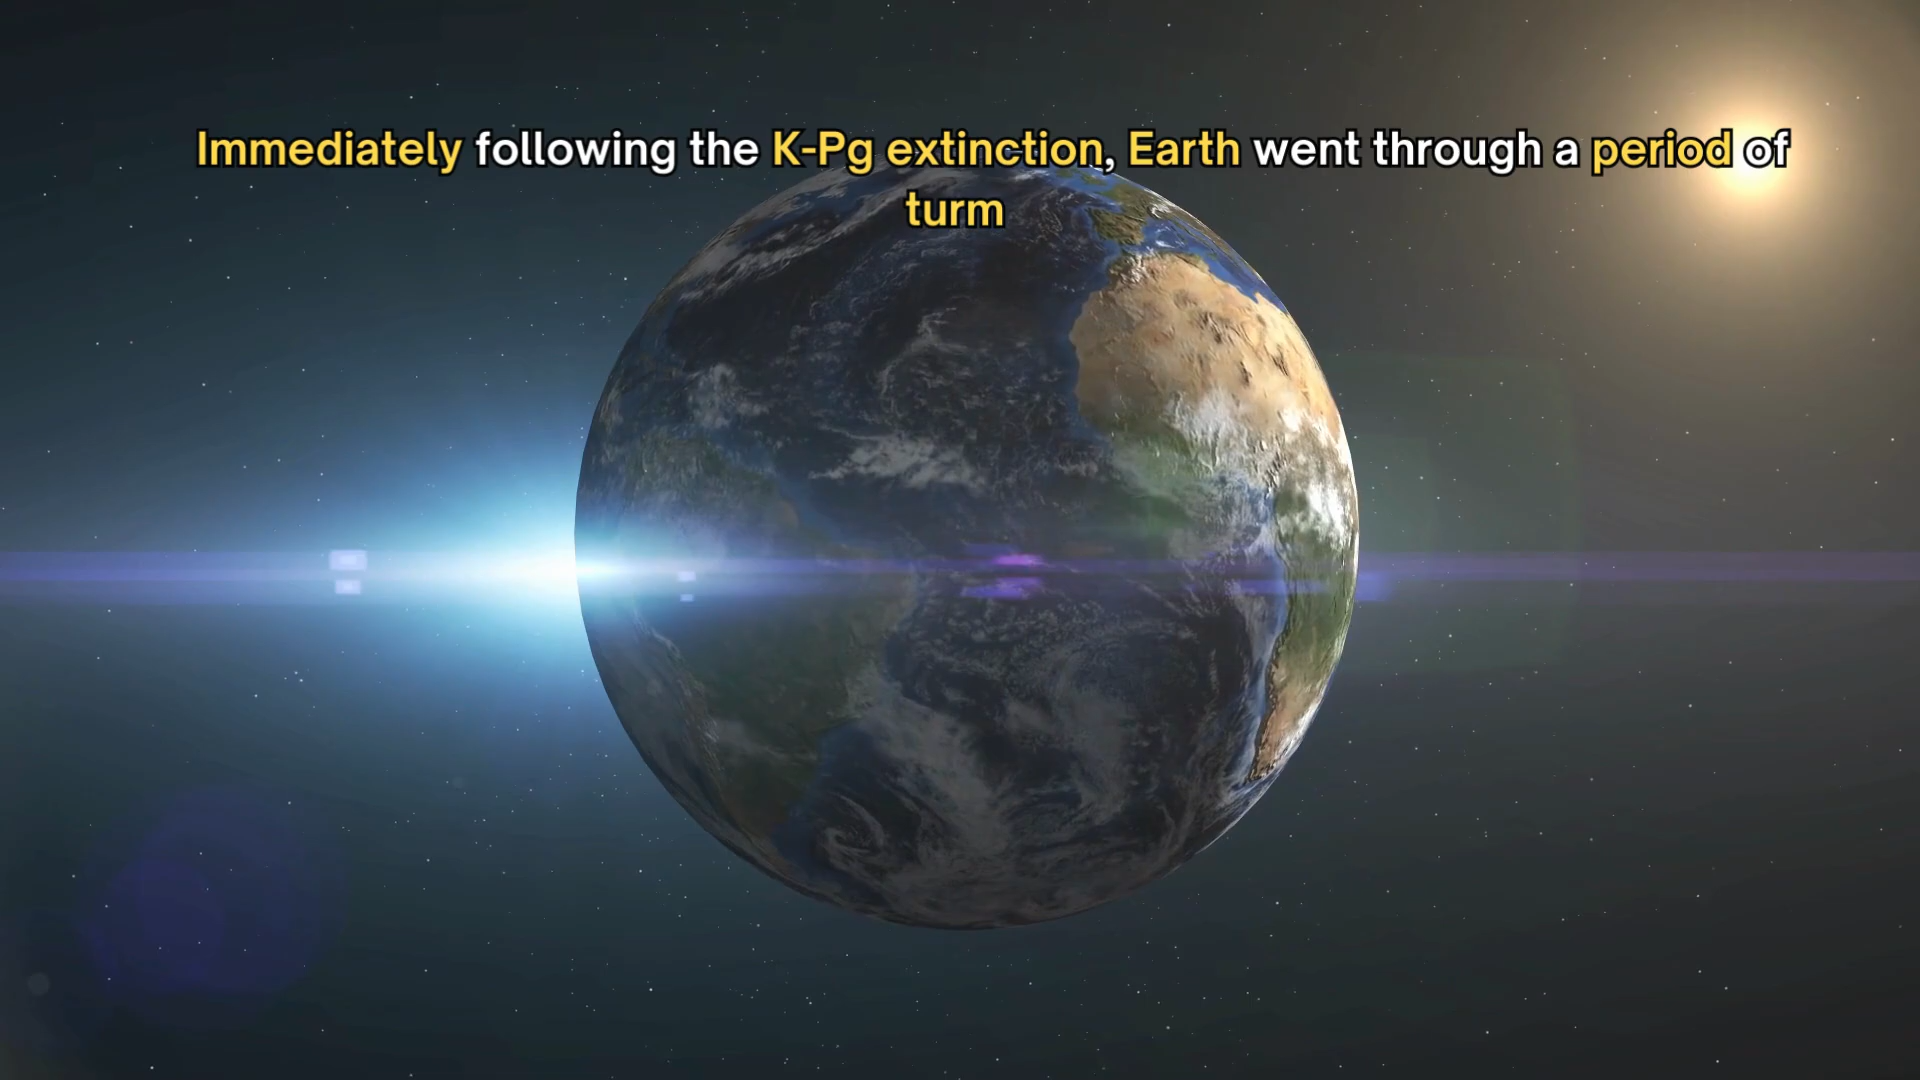 Immediately following the K-Pg extinction, Earth went through a period of
turm